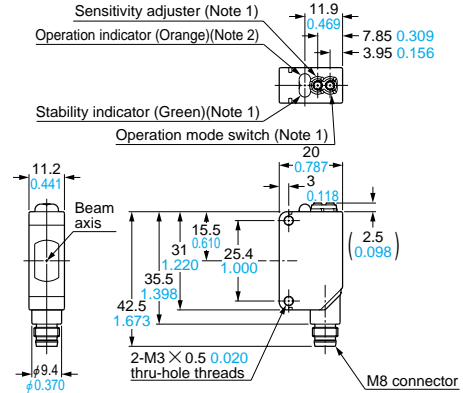 Sensitivity adjuster (Note 1)
Operation indicator (Orange)(Note 2)
11.9
0.469
7.85 0.309
3.95 0.156
Stability indicator (Green)(Note 1)
Operation mode switch (Note 1)
11.2
0.441
20
0.787
3
0.118
Beam
axis
15.5
0.610
31
1.220
25.4
1.000
(2.5
0.098)
35.5
1.398
42.5
1.673
φ9.4
φ0.370
2-M3 × 0.5 0.020
thru-hole threads
M8 connector